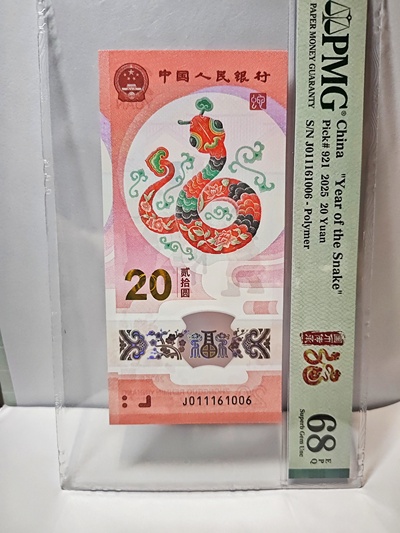 中国人民银行
20
贰拾圆
J011161006
PMG
PAPER MONEY GUARANTY
China "Year of the Snake"
Pick# 921 2025 20 Yuan
S/N J011161006 - Polymer
68 EPQ
Superb Gem Unc